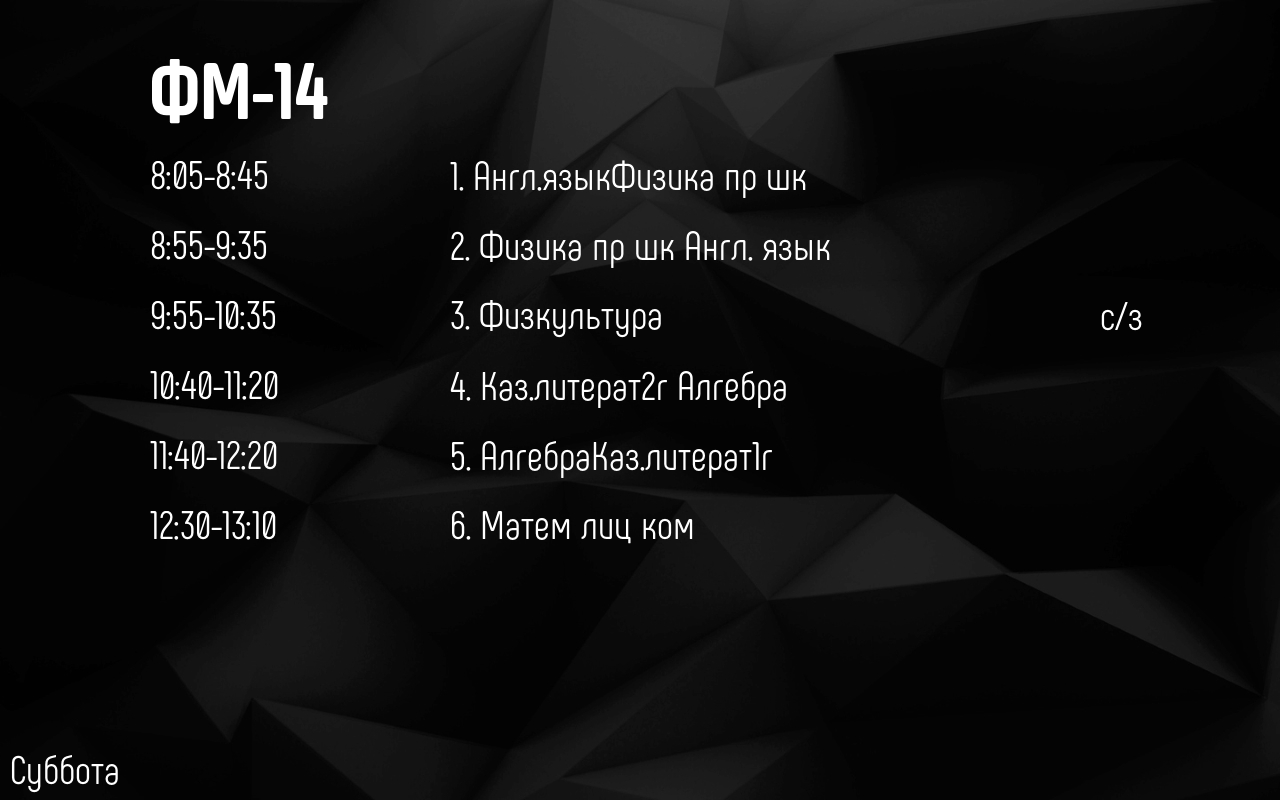 ФМ-14
8:05-8:45 1. Англ.языкФизика пр шк
8:55-9:35 2. Физика пр шк Англ. язык
9:55-10:35 3. Физкультура с/з
10:40-11:20 4. Каз.литерат2г Алгебра
11:40-12:20 5. АлгебраКаз.литерат1г
12:30-13:10 6. Матем лиц ком
Суббота